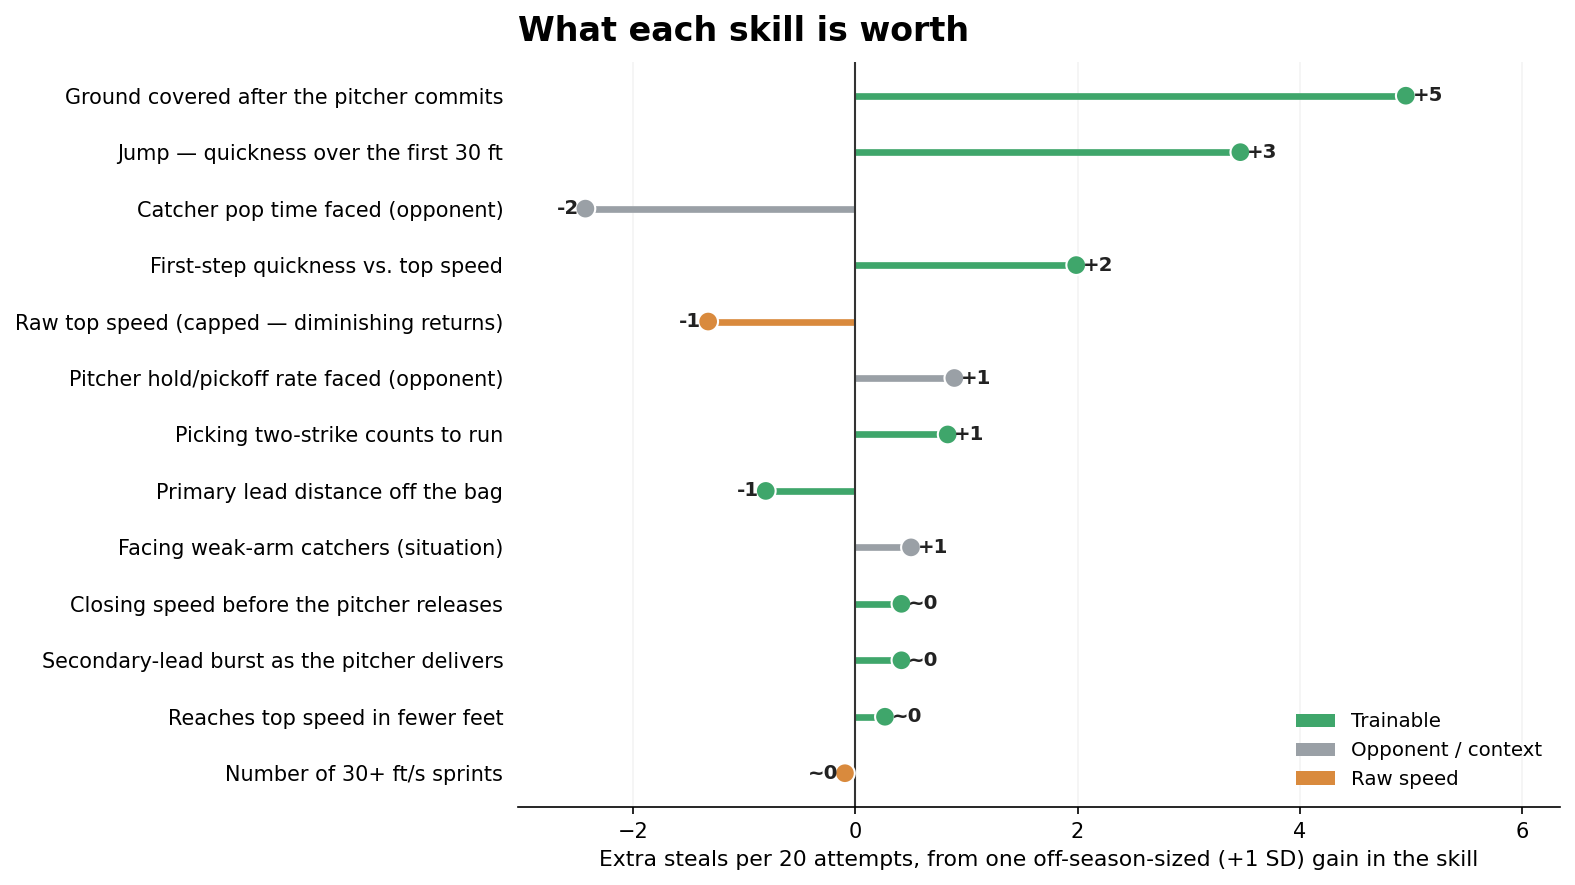 What each skill is worth
Ground covered after the pitcher commits +5
Jump — quickness over the first 30 ft +3
Catcher pop time faced (opponent) -2
First-step quickness vs. top speed +2
Raw top speed (capped — diminishing returns) -1
Pitcher hold/pickoff rate faced (opponent) +1
Picking two-strike counts to run +1
Primary lead distance off the bag -1
Facing weak-arm catchers (situation) +1
Closing speed before the pitcher releases ~0
Secondary-lead burst as the pitcher delivers ~0
Reaches top speed in fewer feet ~0
Number of 30+ ft/s sprints ~0
Trainable
Opponent / context
Raw speed
−2 0 2 4 6
Extra steals per 20 attempts, from one off-season-sized (+1 SD) gain in the skill